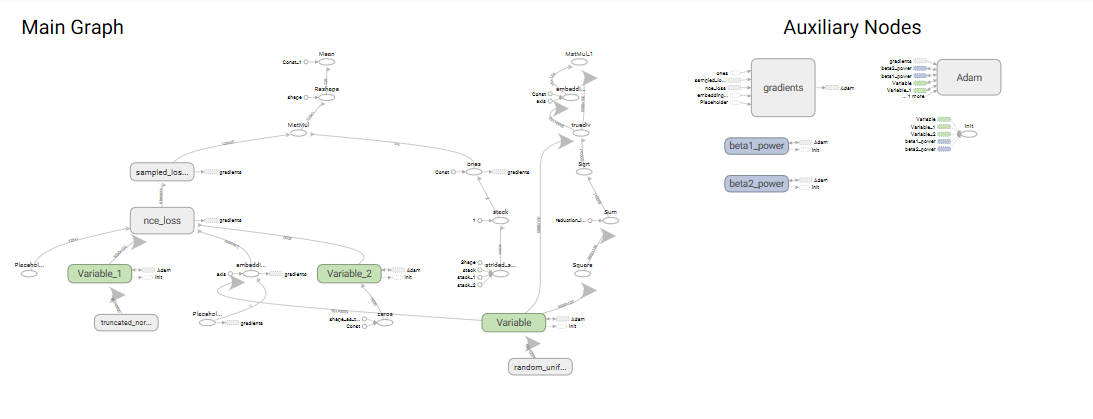 Main Graph
Auxiliary Nodes
Mean
Const_1
Reshape
shape
MatMul
sampled_los...
gradients
ones
Const
gradients
nce_loss
gradients
stack
1
Placehol...
Variable_1
Adam
Init
embeddi...
axis
gradients
Variable_2
Adam
Init
Shape
stack
stack_1
stack_2
strided_s...
truncated_nor...
Placehol...
gradients
zeros
shape_as_t...
Const
MatMul_1
embeddi...
Const
axis
truediv
Sqrt
Sum
reduction_i...
Square
Variable
Adam
Init
random_unif...
ones
sampled_lo...
nce_loss
embedding...
Placeholder
gradients
Adam
gradients
beta2_power
beta1_power
Variable
Variable_1
... 1 more
Adam
beta1_power
Adam
Init
Variable
Variable_1
Variable_2
beta1_power
beta2_power
init
beta2_power
Adam
Init